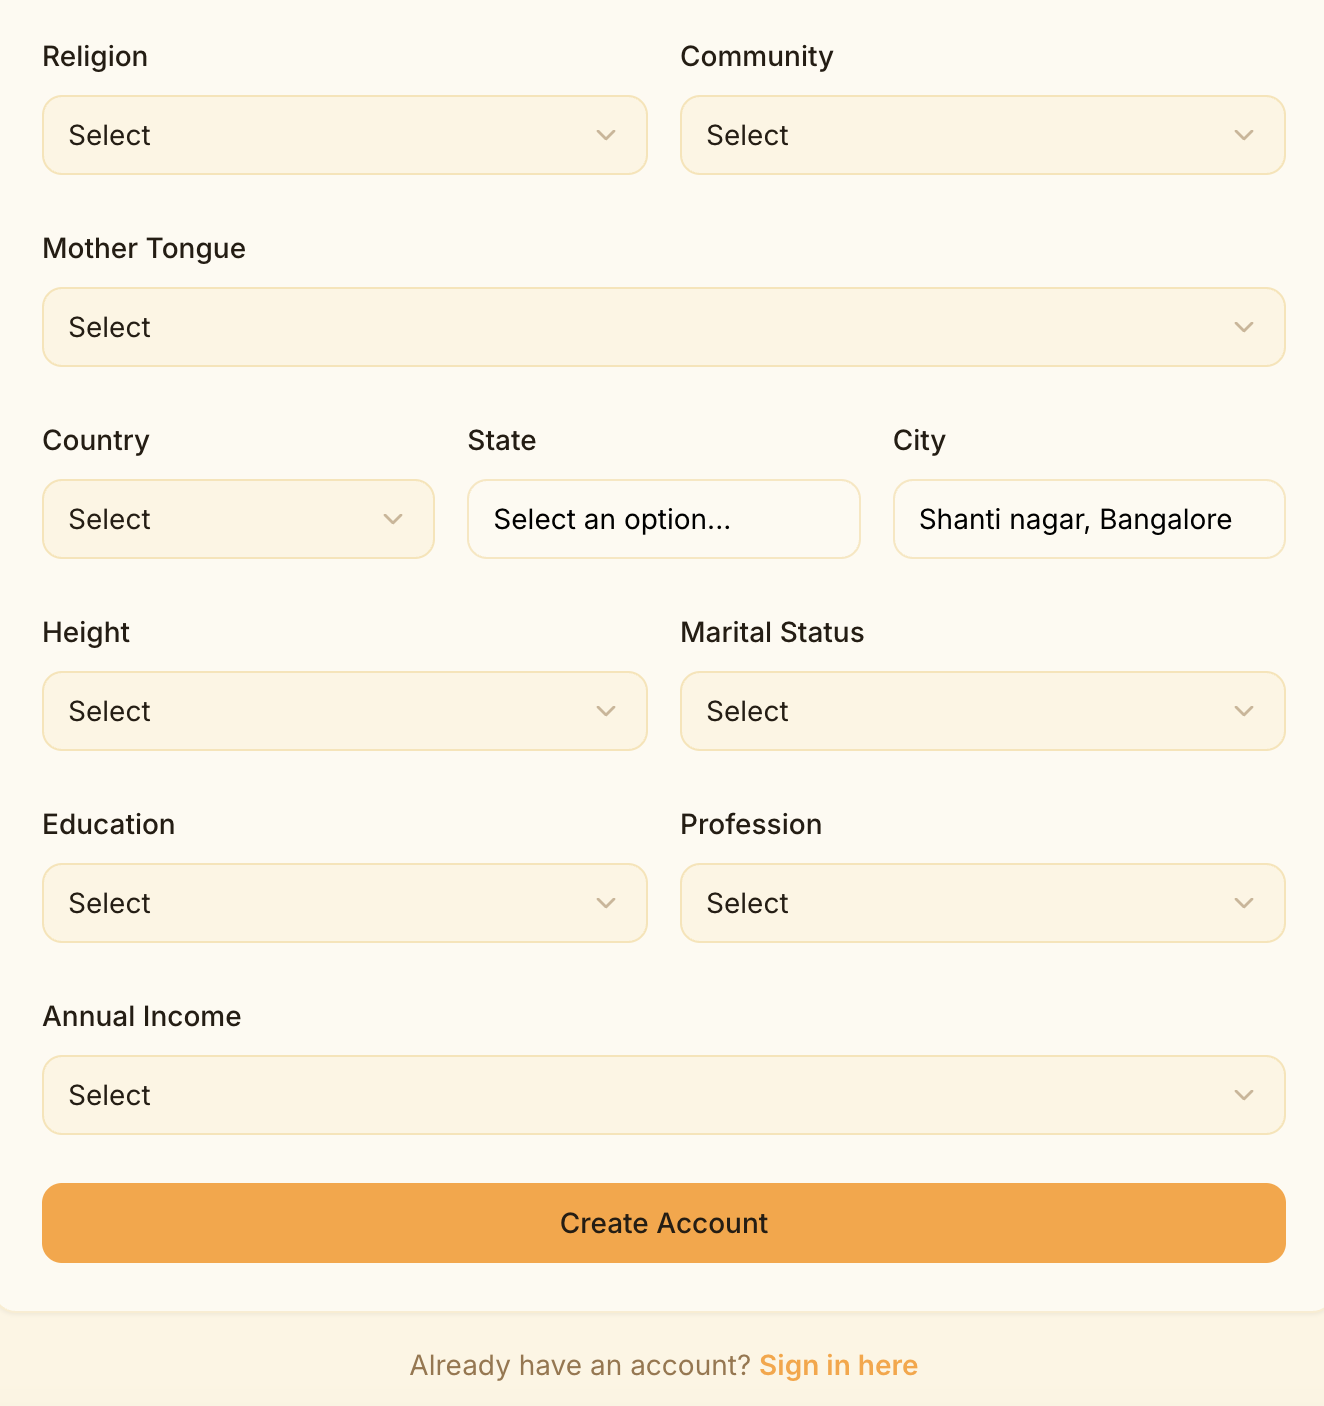 Religion
Community
Select
Select
Mother Tongue
Select
Country
State
City
Select
Select an option...
Shanti nagar, Bangalore
Height
Marital Status
Select
Select
Education
Profession
Select
Select
Annual Income
Select
Create Account
Already have an account? Sign in here